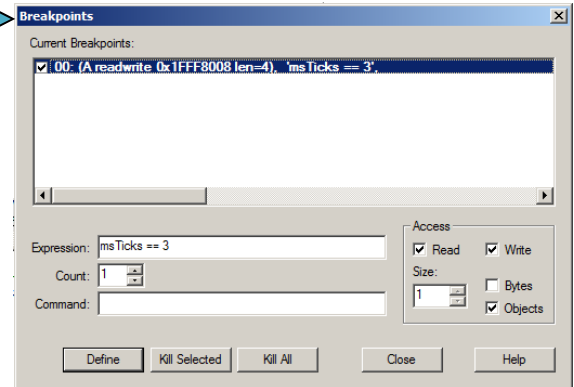 Breakpoints
Current Breakpoints:
00: (A readwrite 0x1FFF8008 len=4), 'msTicks == 3',
Expression: msTicks == 3
Count: 1
Command:
Access
Read Write
Size:
1
Bytes
Objects
Define Kill Selected Kill All Close Help